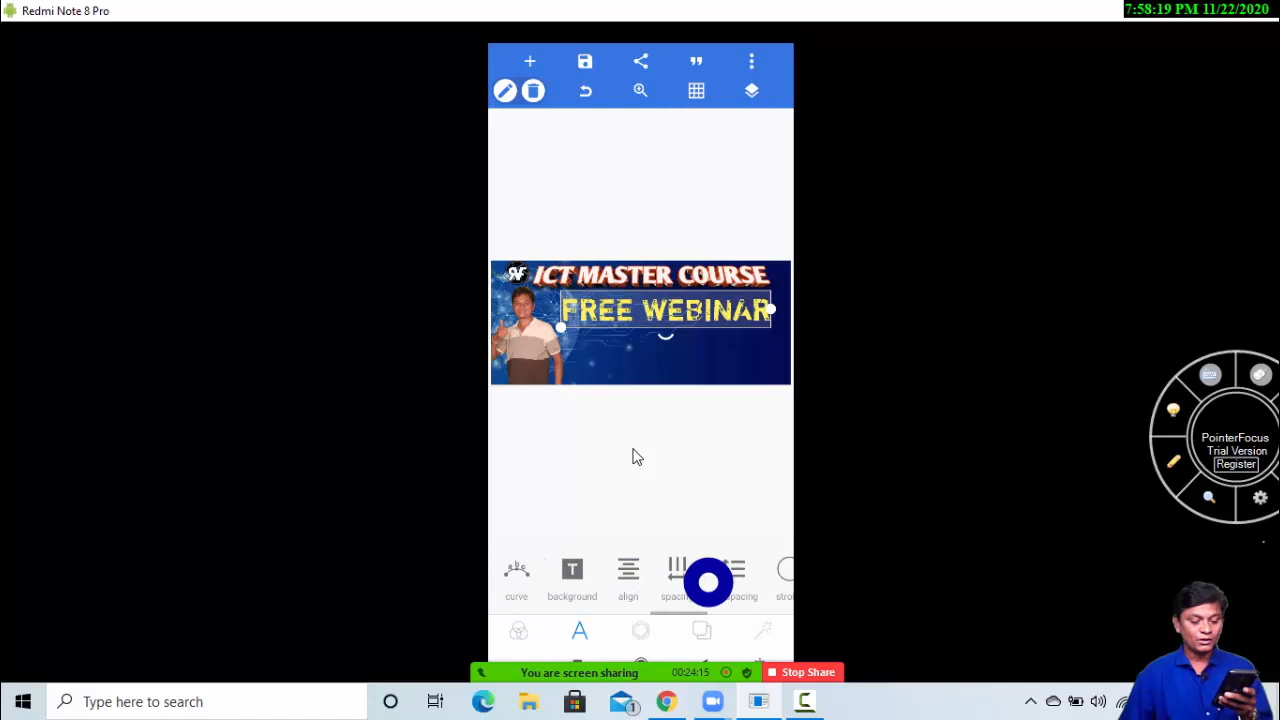 Redmi Note 8 Pro
7:58:19 PM 11/22/2020
ICT MASTER COURSE
FREE WEBINAR
PointerFocus
Trial Version
Register
curve
background
align
spacing
A
You are screen sharing
00:24:15
Stop Share
Type here to search
1